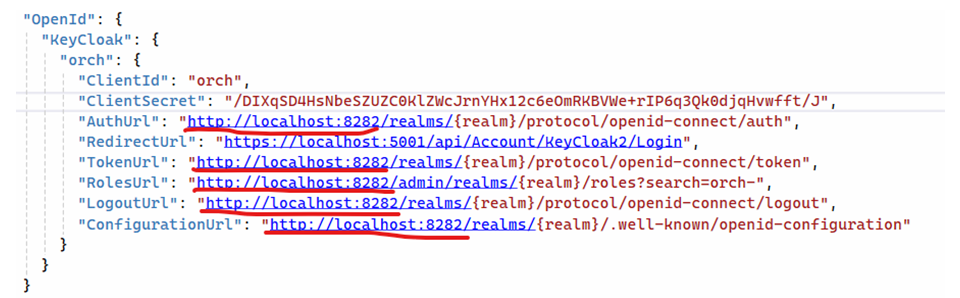 "OpenId": {
"KeyCloak": {
"orch": {
"ClientId": "orch",
"ClientSecret": "/DIXqSD4HsNbeSZUZC0KlZWcJrnYHx12c6eOmRKBVWe+rIP6q3Qk0djqHvwfft/J",
"AuthUrl": "http://localhost:8282/realms/{realm}/protocol/openid-connect/auth",
"RedirectUrl": "https://localhost:5001/api/Account/KeyCloak2/Login",
"TokenUrl": "http://localhost:8282/realms/{realm}/protocol/openid-connect/token",
"RolesUrl": "http://localhost:8282/admin/realms/{realm}/roles?search=orch-",
"LogoutUrl": "http://localhost:8282/realms/{realm}/protocol/openid-connect/logout",
"ConfigurationUrl": "http://localhost:8282/realms/{realm}/.well-known/openid-configuration"
}
}
}